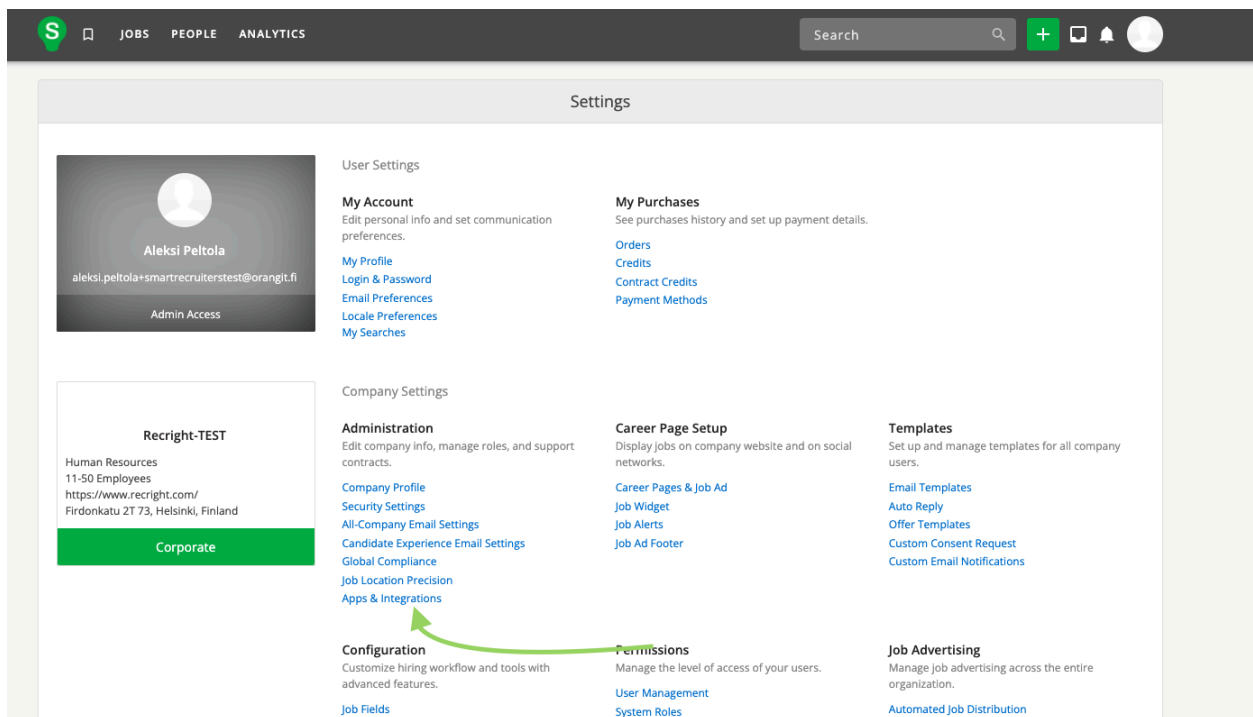 S
JOBS PEOPLE ANALYTICS
Search
Settings
Aleksi Peltola
aleksi.peltola+smartrecruiterstest@orangit.fi
Admin Access
User Settings
My Account
Edit personal info and set communication
preferences.
My Profile
Login & Password
Email Preferences
Locale Preferences
My Searches
My Purchases
See purchases history and set up payment details.
Orders
Credits
Contract Credits
Payment Methods
Recright-TEST
Human Resources
11-50 Employees
https://www.recright.com/
Firdonkatu 2T 73, Helsinki, Finland
Corporate
Company Settings
Administration
Edit company info, manage roles, and support
contracts.
Company Profile
Security Settings
All-Company Email Settings
Candidate Experience Email Settings
Global Compliance
Job Location Precision
Apps & Integrations
Career Page Setup
Display jobs on company website and on social
networks.
Career Pages & Job Ad
Job Widget
Job Alerts
Job Ad Footer
Templates
Set up and manage templates for all company
users.
Email Templates
Auto Reply
Offer Templates
Custom Consent Request
Custom Email Notifications
Configuration
Customize hiring workflow and tools with
advanced features.
Job Fields
Permissions
Manage the level of access of your users.
User Management
System Roles
Job Advertising
Manage job advertising across the entire
organization.
Automated Job Distribution